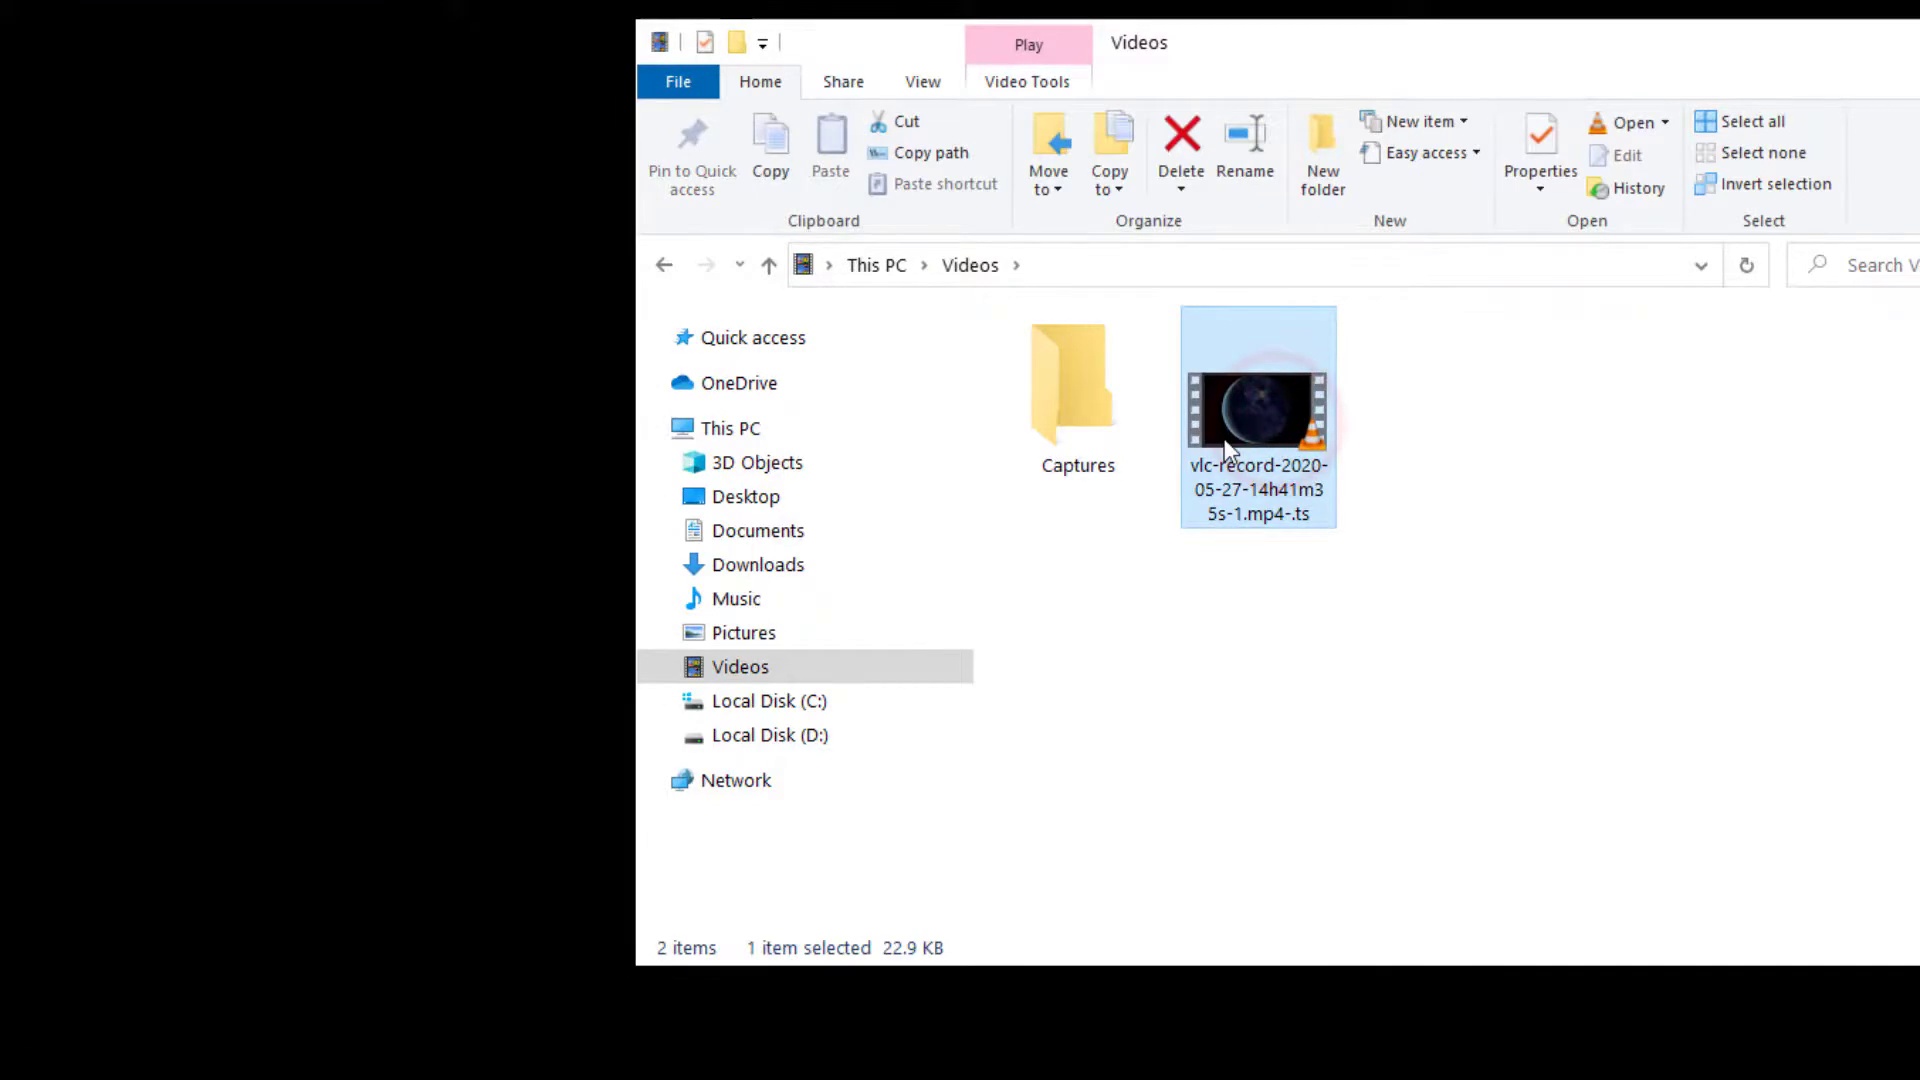 Play
Videos
File
Home
Share
View
Video Tools
Pin to Quick
access
Copy
Paste
Cut
Copy path
Paste shortcut
Clipboard
Move
to
Copy
to
Delete
Rename
Organize
New
folder
New item
Easy access
New
Properties
Open
Edit
History
Open
Select all
Select none
Invert selection
Select
This PC
Videos
Search V
Quick access
OneDrive
This PC
3D Objects
Desktop
Documents
Downloads
Music
Pictures
Videos
Local Disk (C:)
Local Disk (D:)
Network
Captures
vlc-record-2020-
05-27-14h41m3
5s-1.mp4-.ts
2 items
1 item selected 22.9 KB